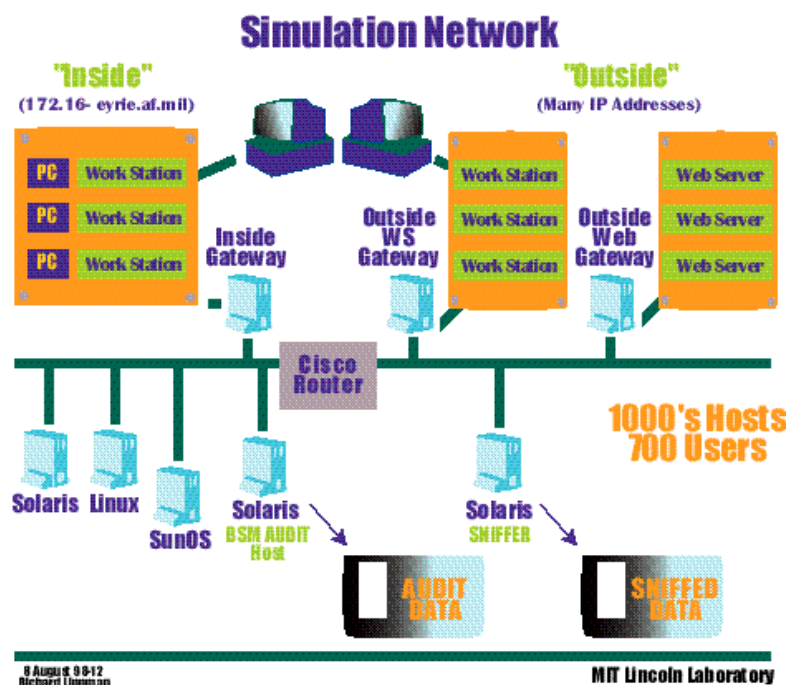 Simulation Network
"Inside"
(172.16- eyrie.af.mil)
"Outside"
(Many IP Addresses)
PC Work Station
PC Work Station
PC Work Station
Work Station
Work Station
Work Station
Web Server
Web Server
Web Server
Inside
Gateway
Outside
WS
Gateway
Outside
Web
Gateway
Cisco
Router
1000's Hosts
700 Users
Solaris
Linux
SunOS
Solaris
BSM AUDIT
Host
Solaris
SNIFFER
AUDIT
DATA
SNIFFED
DATA
8 August 98-12
Richard Lippman
MIT Lincoln Laboratory